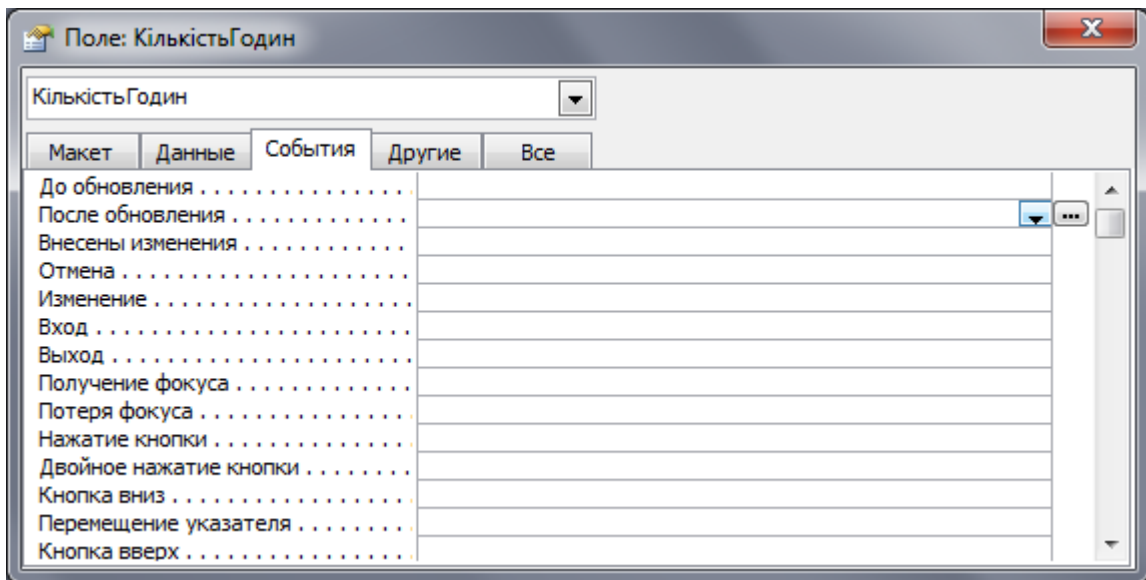 Поле: КількістьГодин
КількістьГодин
Макет Данные События Другие Все
До обновления . . . . . . . . . . . . . . . .
После обновления . . . . . . . . . . . . .
Внесены изменения . . . . . . . . . . . .
Отмена . . . . . . . . . . . . . . . . . . . . . .
Изменение . . . . . . . . . . . . . . . . . . .
Вход . . . . . . . . . . . . . . . . . . . . . . . .
Выход . . . . . . . . . . . . . . . . . . . . . . .
Получение фокуса . . . . . . . . . . . . .
Потеря фокуса . . . . . . . . . . . . . . . .
Нажатие кнопки . . . . . . . . . . . . . . .
Двойное нажатие кнопки . . . . . . . .
Кнопка вниз . . . . . . . . . . . . . . . . . .
Перемещение указателя . . . . . . . . .
Кнопка вверх . . . . . . . . . . . . . . . . .